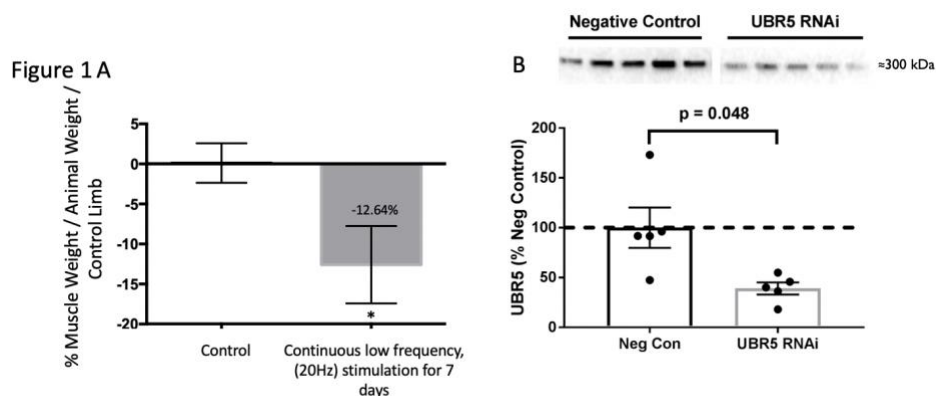 Figure 1 A
% Muscle Weight / Animal Weight /
Control Limb
5
0
-5
-10
-15
-20
-12.64%
*
Control
Continuous low frequency,
(20Hz) stimulation for 7
days
B
Negative Control
UBR5 RNAi
≈300 kDa
p = 0.048
UBR5 (% Neg Control)
200
150
100
50
0
Neg Con
UBR5 RNAi